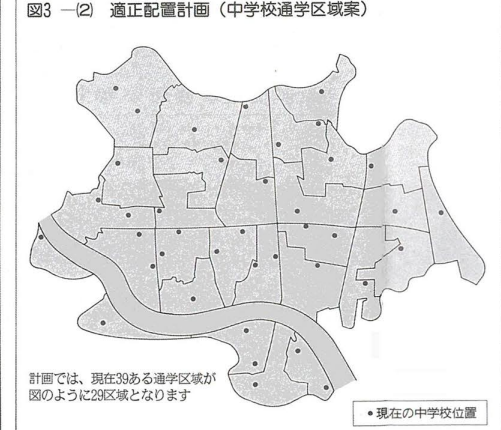 図3 ―(2) 適正配置計画（中学校通学区域案）
計画では、現在39ある通学区域が
図のように29区域となります
•現在の中学校位置